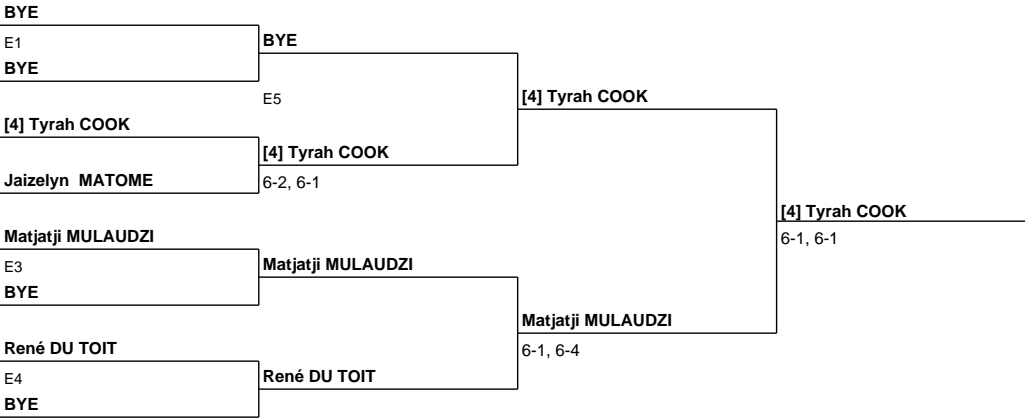 BYE
E1
BYE
BYE
E5
[4] Tyrah COOK
[4] Tyrah COOK
[4] Tyrah COOK
Jaizelyn MATOME
6-2, 6-1
[4] Tyrah COOK
6-1, 6-1
Matjatji MULAUDZI
E3
Matjatji MULAUDZI
BYE
Matjatji MULAUDZI
6-1, 6-4
René DU TOIT
E4
René DU TOIT
BYE